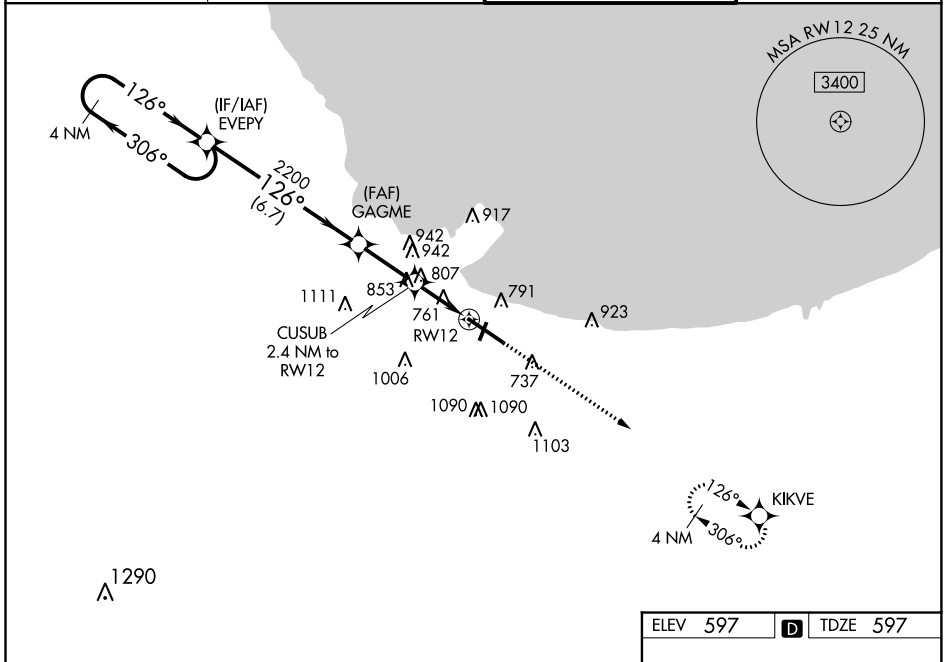 MSA RW12 25 NM
3400
126°
4 NM
306°
(IF/IAF)
EVEPY
2200
126°
(6.7)
(FAF)
GAGME
917
942
942
807
853
1111
761
791
923
CUSUB
2.4 NM to
RW12
RW12
1006
737
1090
1090
1103
126°
KIKVE
4 NM
306°
1290
ELEV 597 D TDZE 597